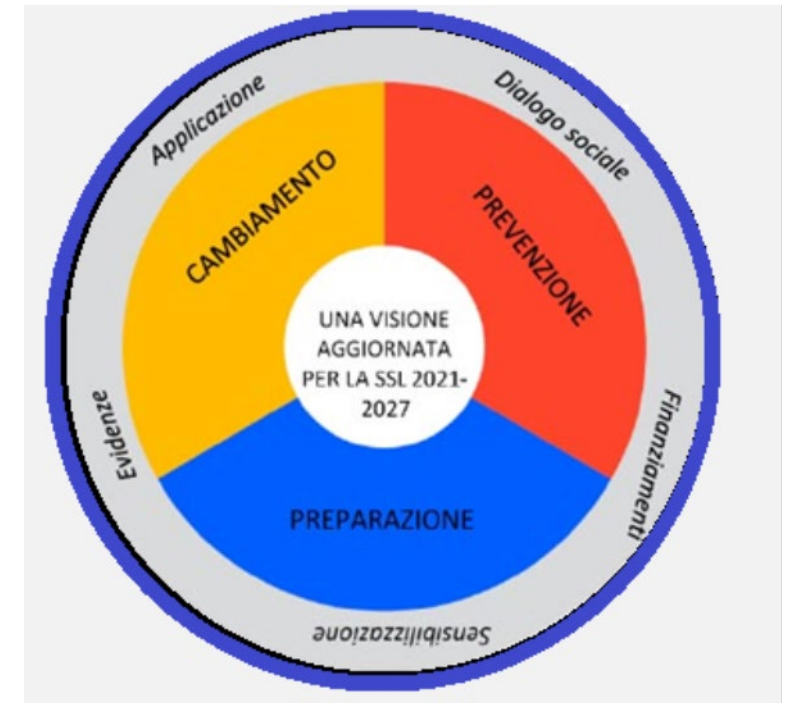 Applicazione
Dialogo sociale
CAMBIAMENTO
PREVENZIONE
UNA VISIONE
AGGIORNATA
PER LA SSL 2021-
2027
Evidenze
Finanziamenti
PREPARAZIONE
Sensibilizzazione